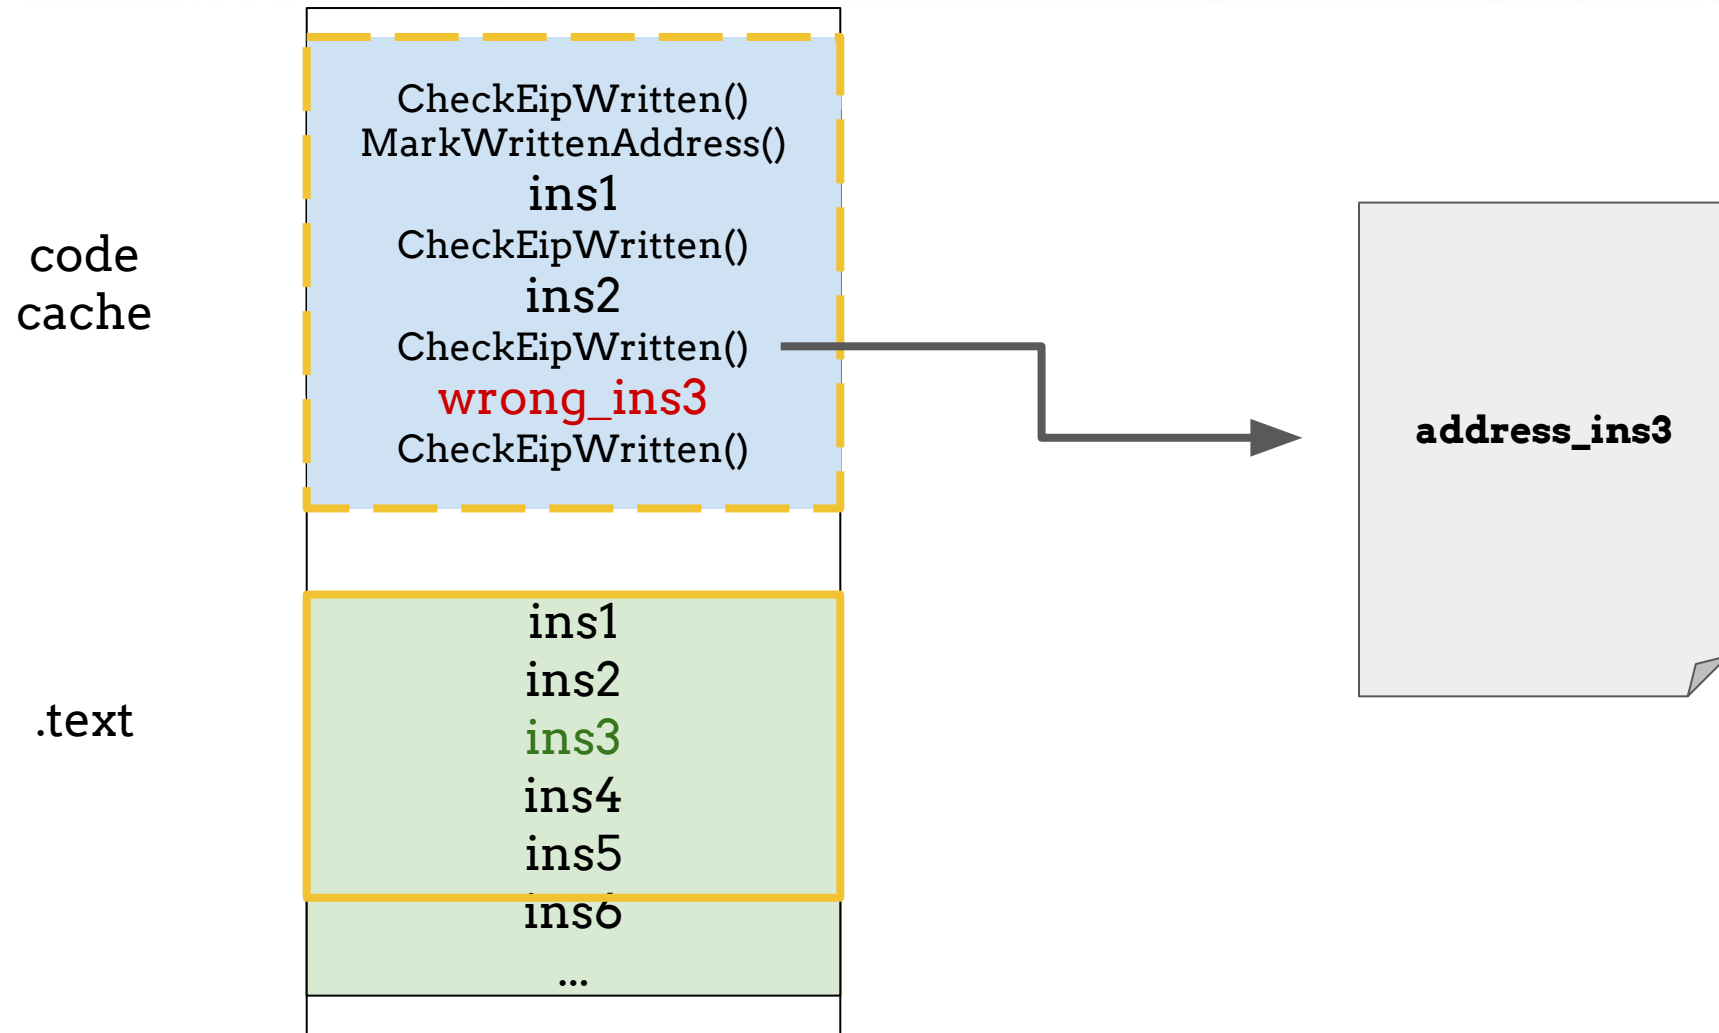 code
cache
CheckEipWritten()
MarkWrittenAddress()
ins1
CheckEipWritten()
ins2
CheckEipWritten()
wrong_ins3
CheckEipWritten()
address_ins3
.text
ins1
ins2
ins3
ins4
ins5
ins6
...